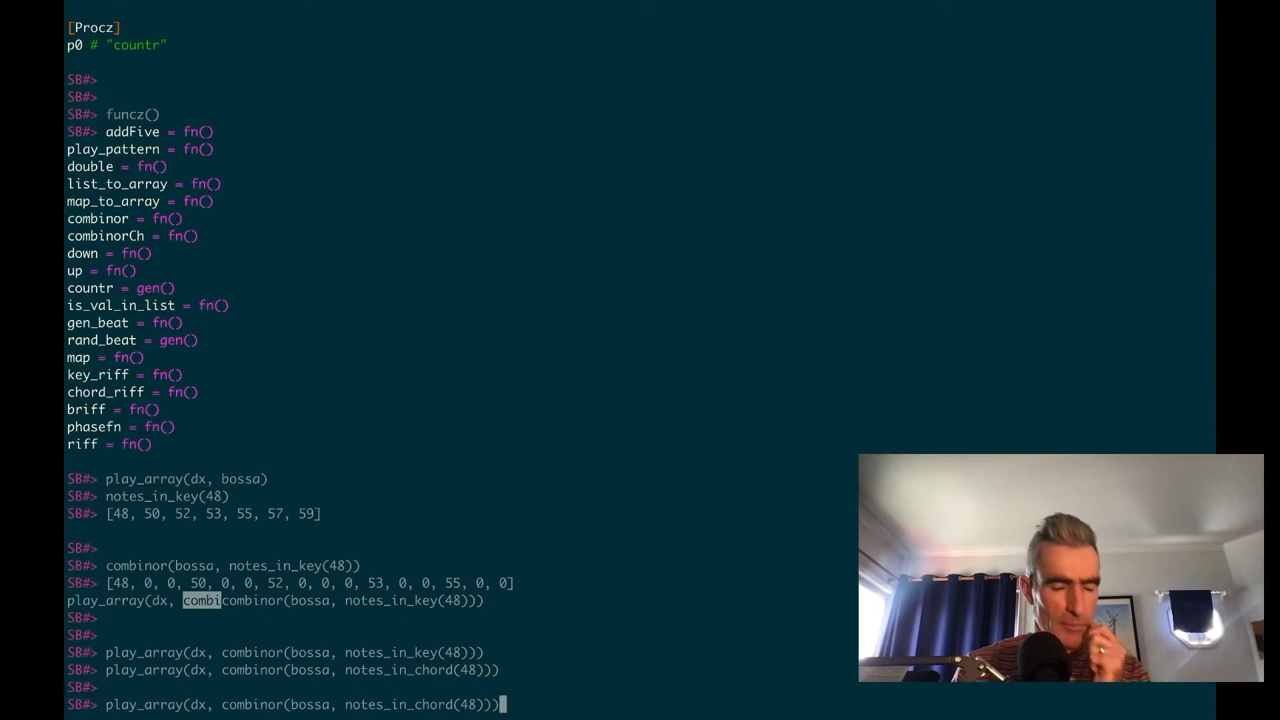 [Procz]
p0 # "countr"
SB#>
SB#>
SB#> funcz()
SB#> addFive = fn()
play_pattern = fn()
double = fn()
list_to_array = fn()
map_to_array = fn()
combinor = fn()
combinorCh = fn()
down = fn()
up = fn()
countr = gen()
is_val_in_list = fn()
gen_beat = fn()
rand_beat = gen()
map = fn()
key_riff = fn()
chord_riff = fn()
briff = fn()
phasefn = fn()
riff = fn()
SB#> play_array(dx, bossa)
SB#> notes_in_key(48)
SB#> [48, 50, 52, 53, 55, 57, 59]
SB#>
SB#> combinor(bossa, notes_in_key(48))
SB#> [48, 0, 0, 50, 0, 0, 52, 0, 0, 0, 53, 0, 0, 55, 0, 0]
play_array(dx, combicombinor(bossa, notes_in_key(48)))
SB#>
SB#>
SB#> play_array(dx, combinor(bossa, notes_in_key(48)))
SB#> play_array(dx, combinor(bossa, notes_in_chord(48)))
SB#>
SB#> play_array(dx, combinor(bossa, notes_in_chord(48)))